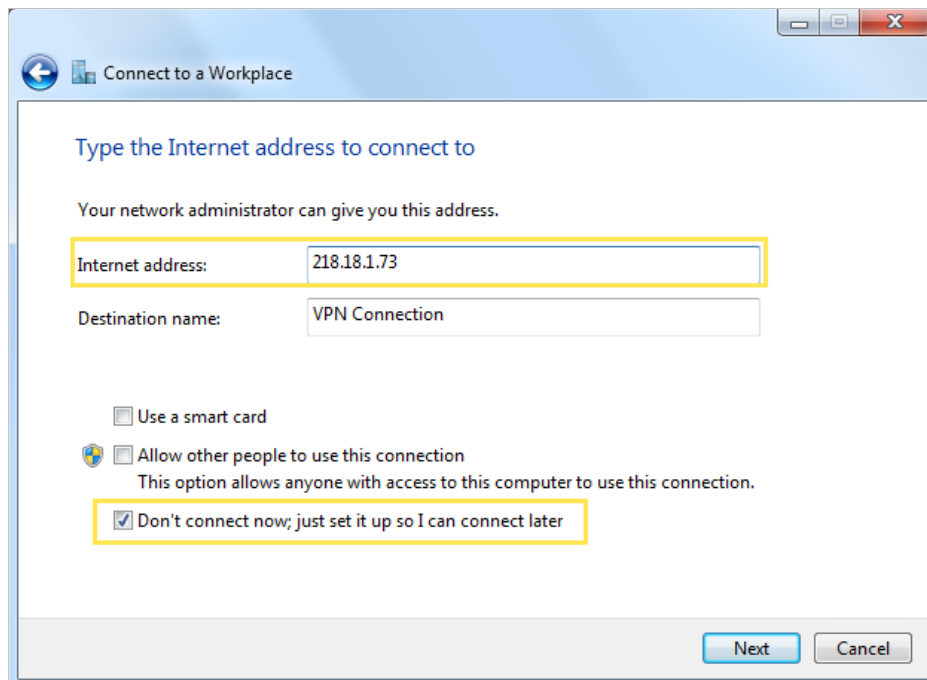 Connect to a Workplace
Type the Internet address to connect to
Your network administrator can give you this address.
Internet address: 218.18.1.73
Destination name: VPN Connection
Use a smart card
Allow other people to use this connection
This option allows anyone with access to this computer to use this connection.
Don't connect now; just set it up so I can connect later
Next Cancel